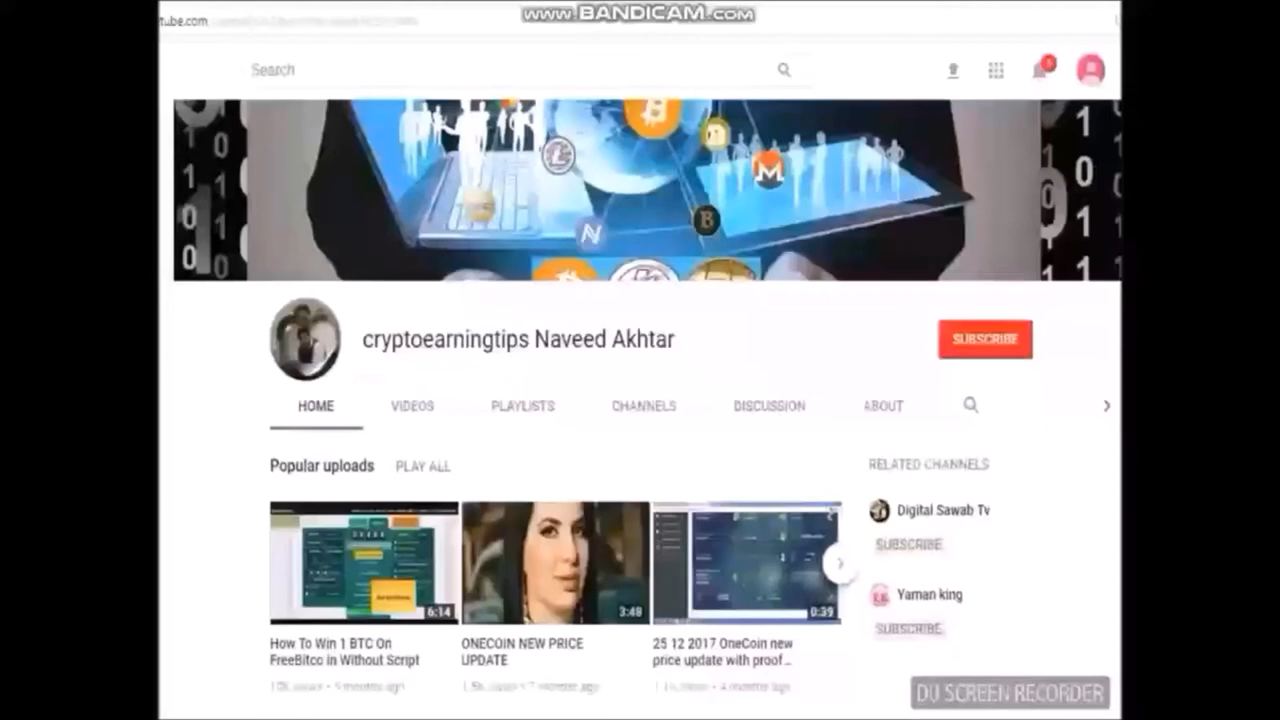 www.BANDICAM.com
tube.com
Search
cryptoearningtips Naveed Akhtar
SUBSCRIBE
HOME VIDEOS PLAYLISTS CHANNELS DISCUSSION ABOUT
Popular uploads PLAY ALL
RELATED CHANNELS
Digital Sawab Tv
SUBSCRIBE
Yaman king
SUBSCRIBE
6:14
3:48
0:39
How To Win 1 BTC On
FreeBitco in Without Script
ONECOIN NEW PRICE
UPDATE
25 12 2017 OneCoin new
price update with proof...
DU SCREEN RECORDER